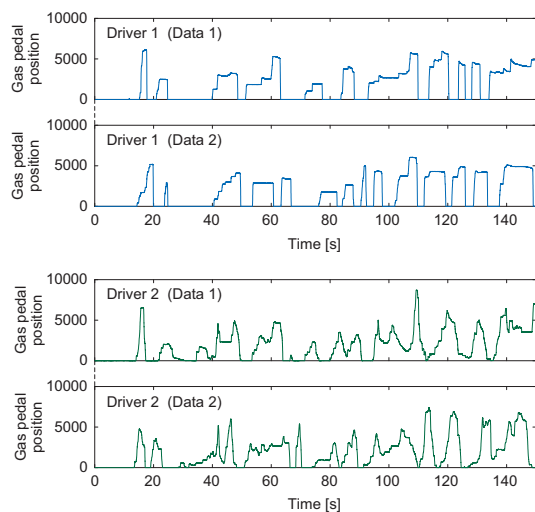 10000
Driver 1  (Data 1)
5000
0
Gas pedal
position
10000
Driver 1  (Data 2)
5000
0
Gas pedal
position
0 20 40 60 80 100 120 140
Time [s]
10000
Driver 2  (Data 1)
5000
0
Gas pedal
position
10000
Driver 2  (Data 2)
5000
0
Gas pedal
position
0 20 40 60 80 100 120 140
Time [s]